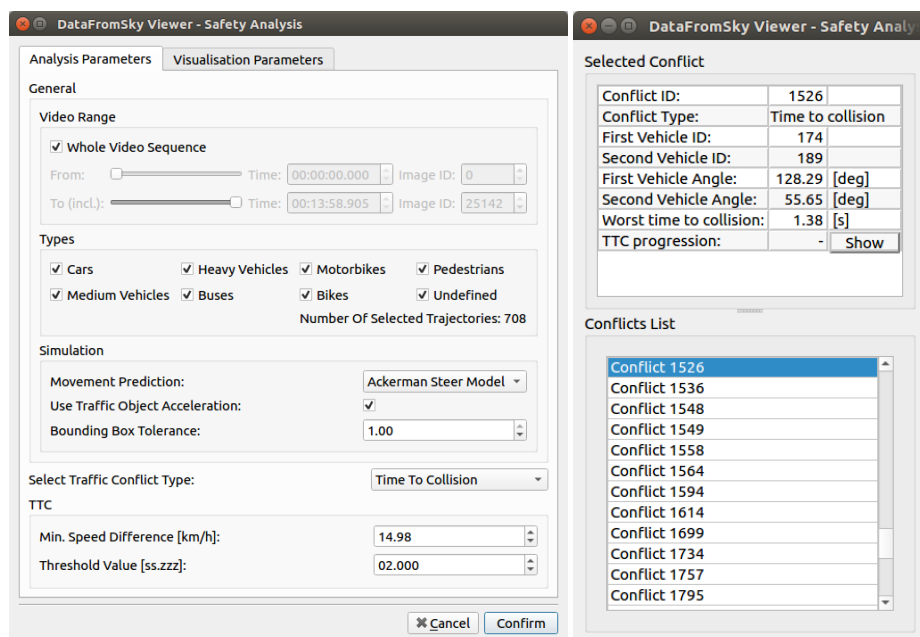 DataFromSky Viewer - Safety Analysis
Analysis Parameters Visualisation Parameters
General
Video Range
Whole Video Sequence
From: Time: 00:00:00.000 Image ID: 0
To (incl.): Time: 00:13:58.905 Image ID: 25142
Types
Cars Heavy Vehicles Motorbikes Pedestrians
Medium Vehicles Buses Bikes Undefined
Number Of Selected Trajectories: 708
Simulation
Movement Prediction: Ackerman Steer Model
Use Traffic Object Acceleration:
Bounding Box Tolerance: 1.00
Select Traffic Conflict Type: Time To Collision
TTC
Min. Speed Difference [km/h]: 14.98
Threshold Value [ss.zzz]: 02.000
Cancel Confirm
DataFromSky Viewer - Safety Analy
Selected Conflict
Conflict ID: 1526
Conflict Type: Time to collision
First Vehicle ID: 174
Second Vehicle ID: 189
First Vehicle Angle: 128.29 [deg]
Second Vehicle Angle: 55.65 [deg]
Worst time to collision: 1.38 [s]
TTC progression: - Show
Conflicts List
Conflict 1526
Conflict 1536
Conflict 1548
Conflict 1549
Conflict 1558
Conflict 1564
Conflict 1594
Conflict 1614
Conflict 1699
Conflict 1734
Conflict 1757
Conflict 1795